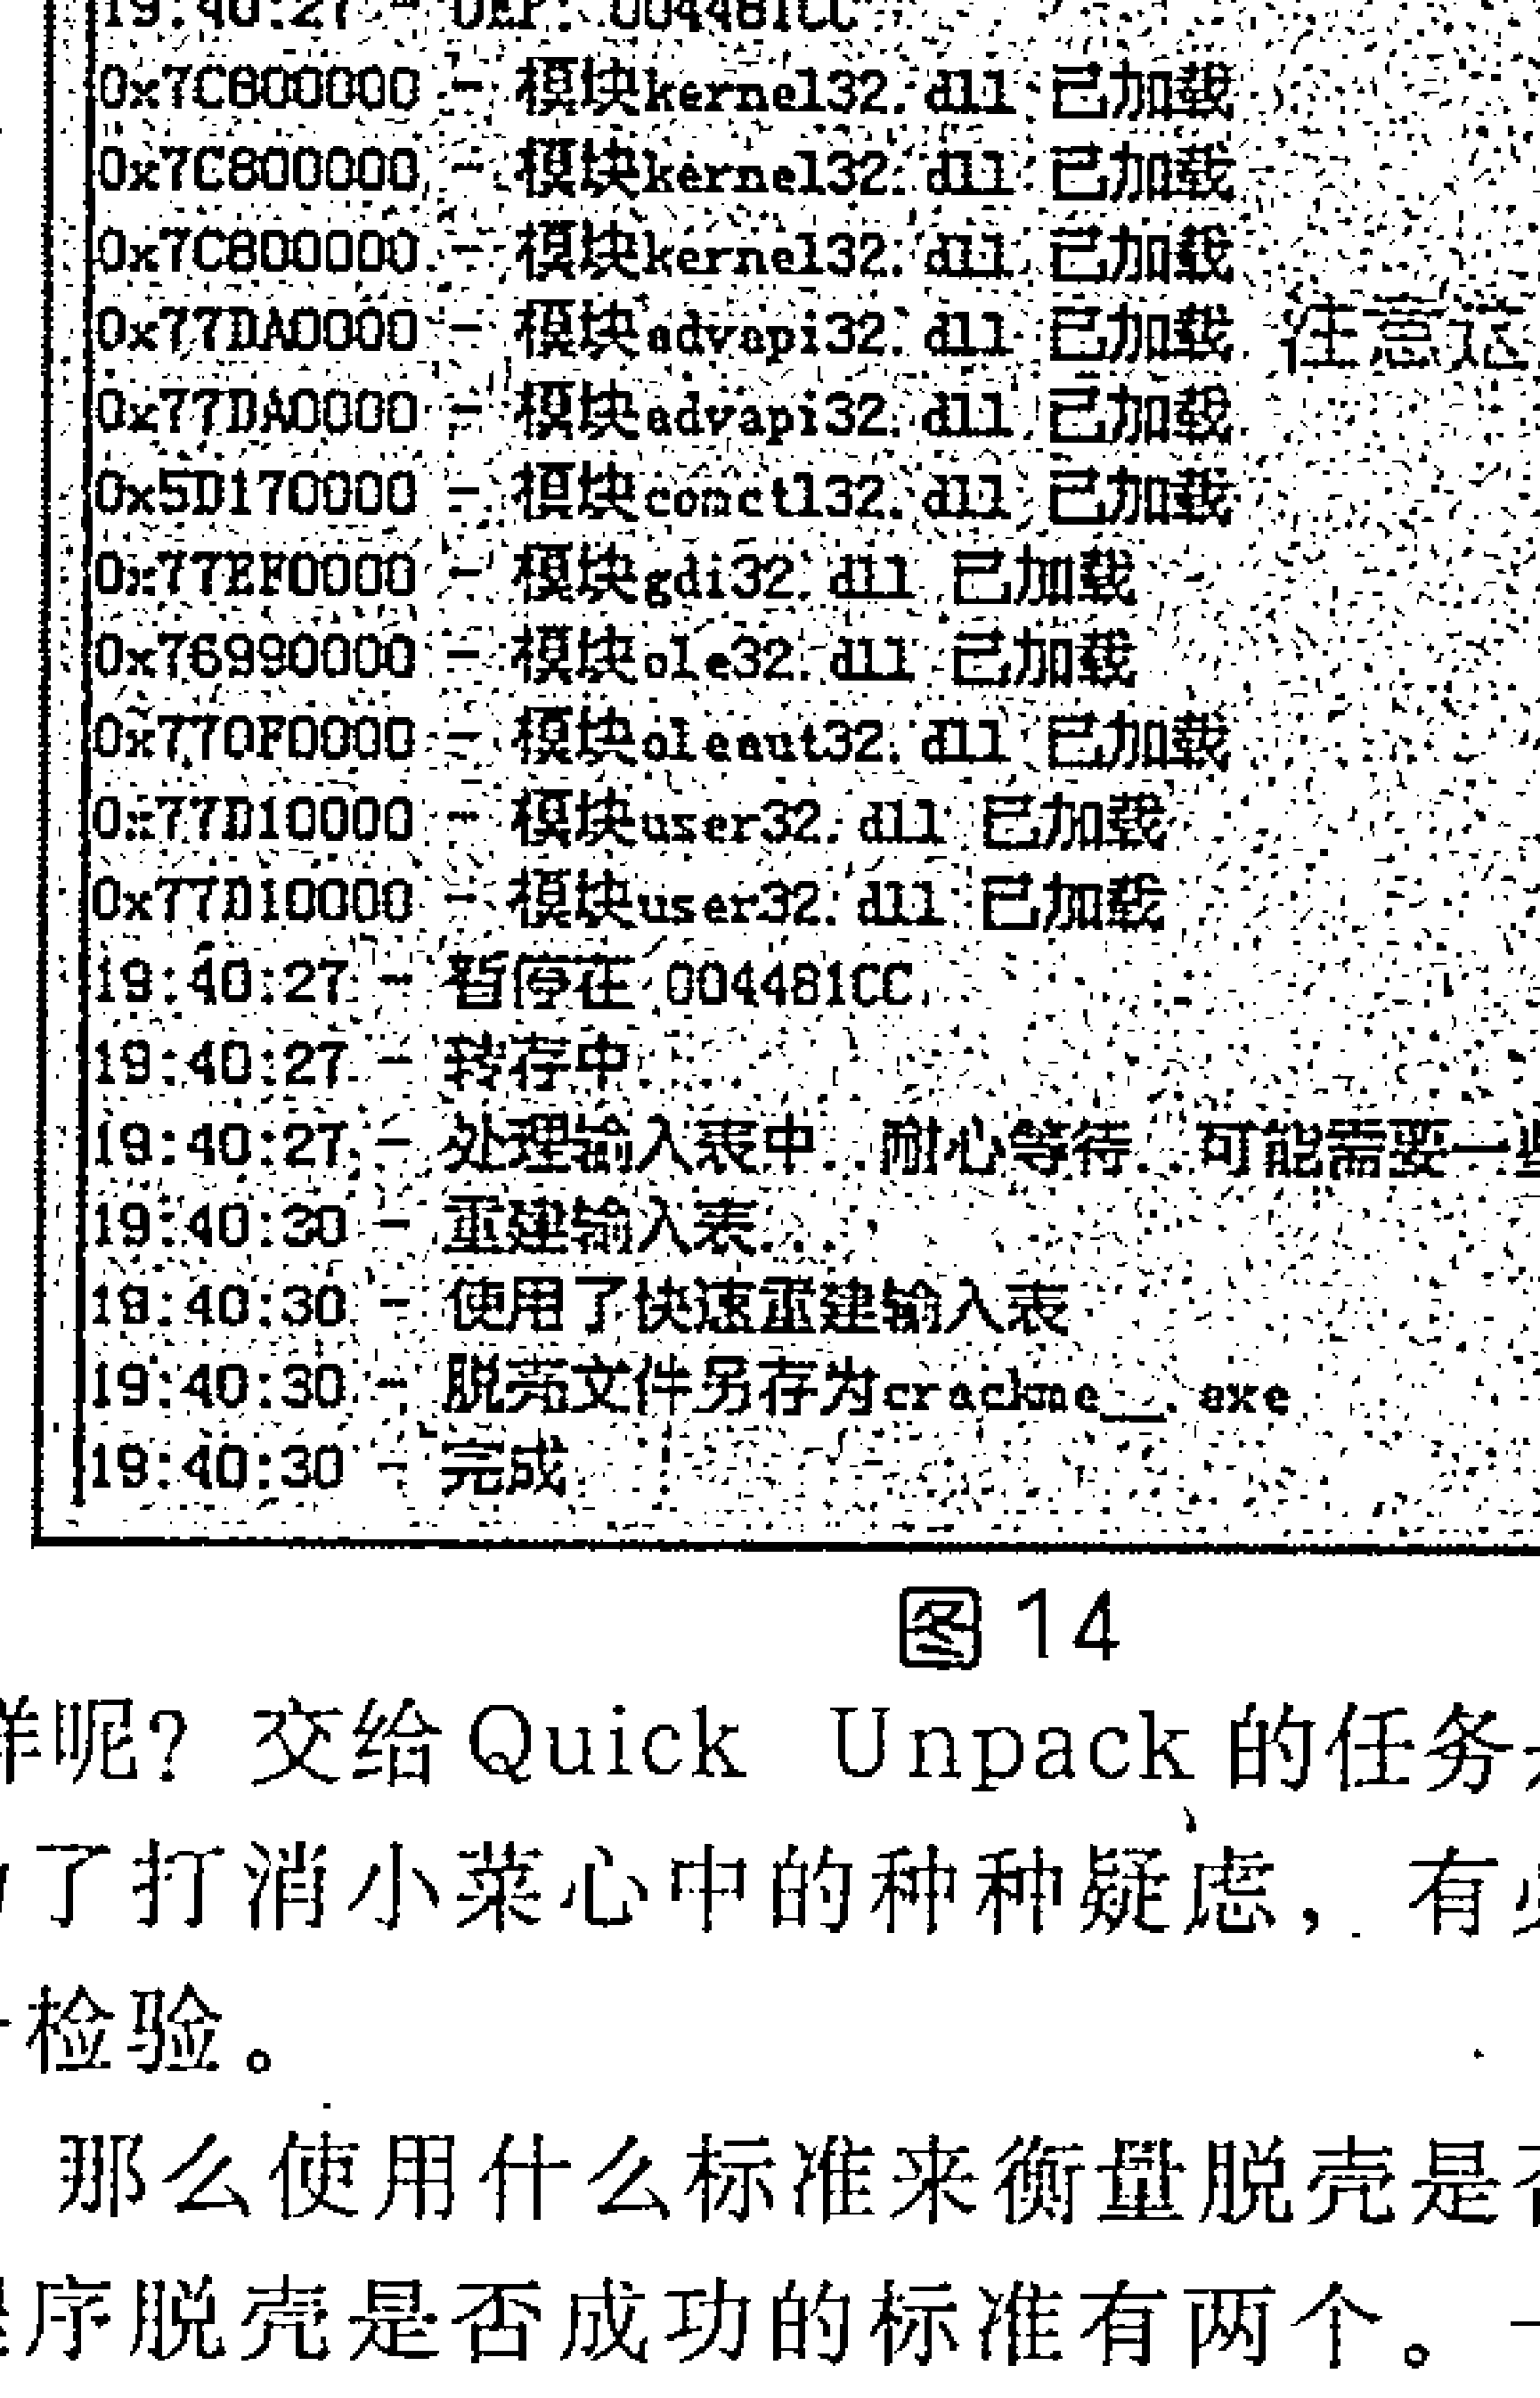 19:40:27 - OEP: 004481CC
0x7C800000 - 模块kernel32.dll 已加载
0x7C800000 - 模块kernel32.dll 已加载
0x7C800000 - 模块kernel32.dll 已加载
0x77DA0000 - 模块advapi32.dll 已加载 注意这
0x77DA0000 - 模块advapi32.dll 已加载
0x5D170000 - 模块comctl32.dll 已加载
0x77EF0000 - 模块gdi32.dll 已加载
0x76990000 - 模块ole32.dll 已加载
0x770F0000 - 模块oleaut32.dll 已加载
0x77D10000 - 模块user32.dll 已加载
0x77D10000 - 模块user32.dll 已加载
19:40:27 - 暂停在 004481CC
19:40:27 - 转存中....
19:40:27 - 处理输入表中..耐心等待..可能需要一些
19:40:30 - 重建输入表...
19:40:30 - 使用了快速重建输入表
19:40:30 - 脱壳文件另存为crackme__.exe
19:40:30 - 完成
图14
样呢？交给Quick Unpack的任务
了打消小菜心中的种种疑虑，有必
检验。
那么使用什么标准来衡量脱壳是否
程序脱壳是否成功的标准有两个。一